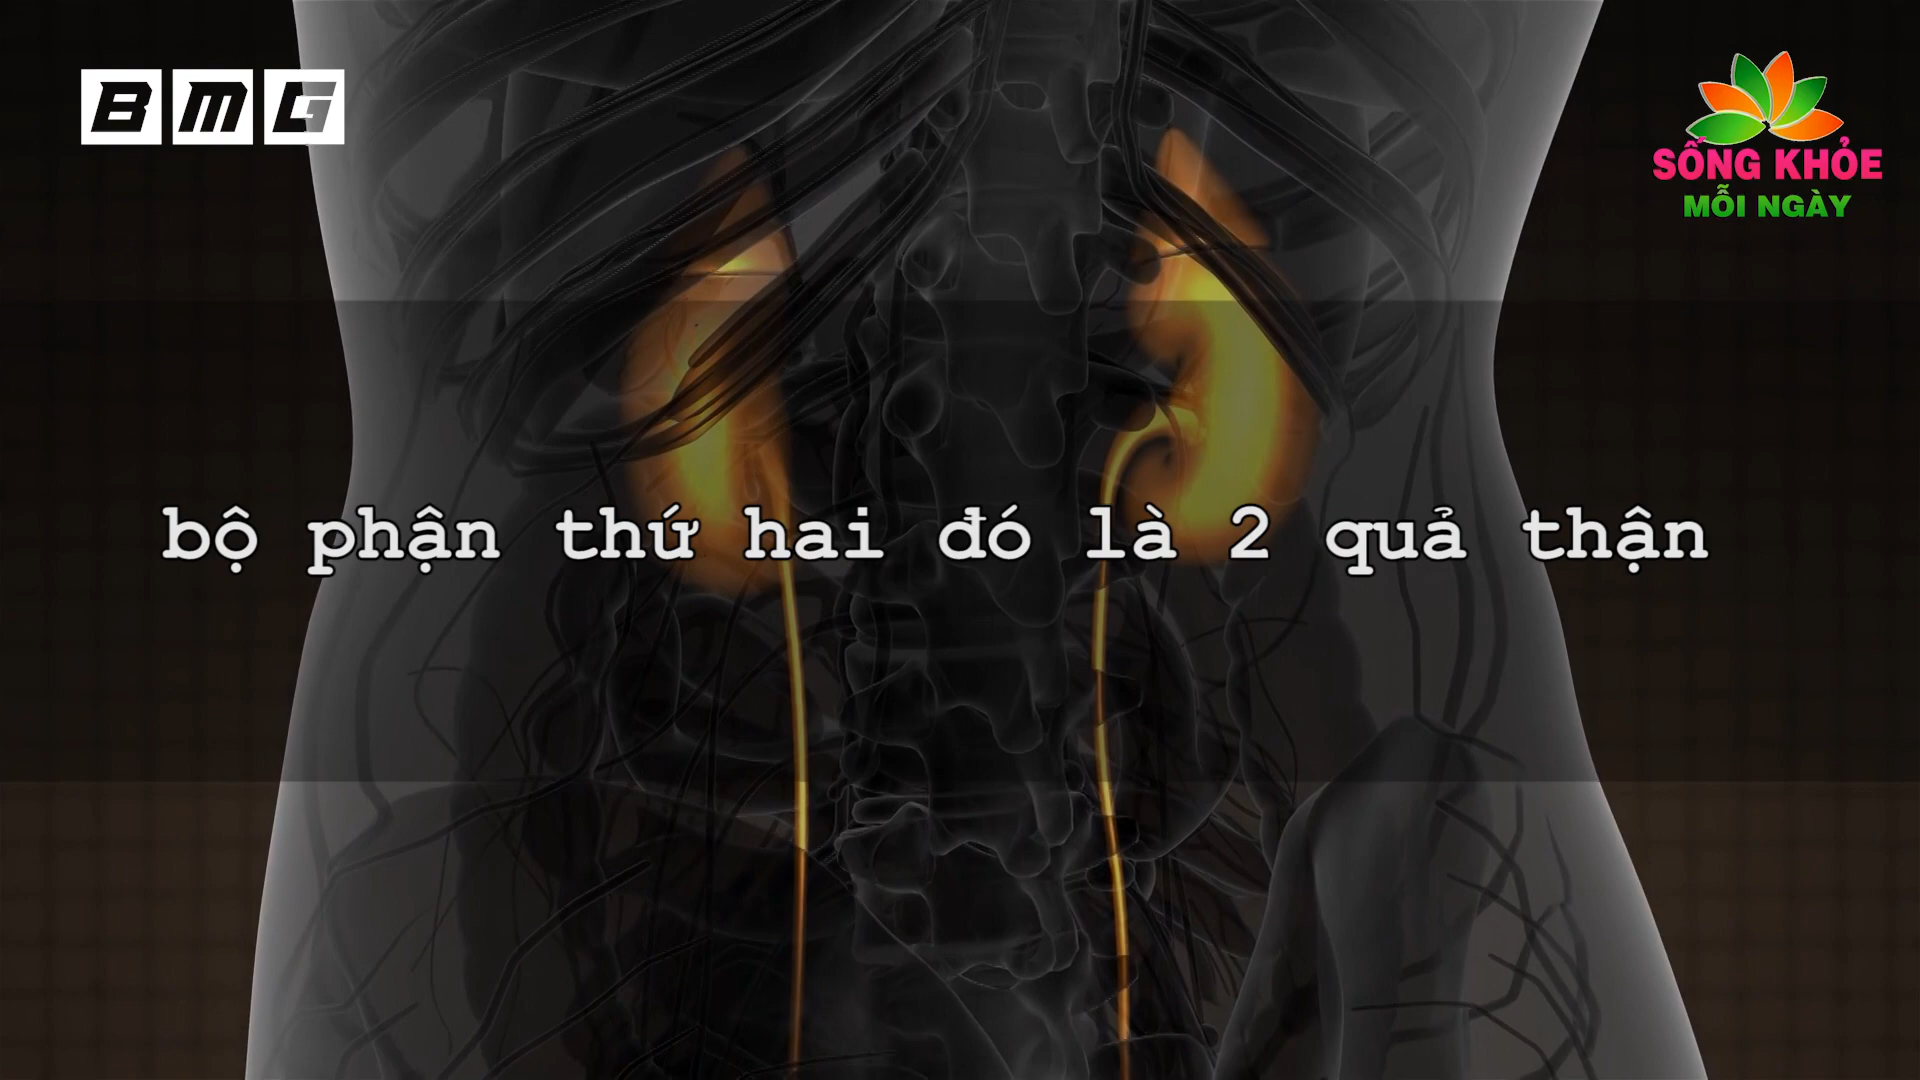 BMG
SỐNG KHỎE
MỖI NGÀY
bộ phận thứ hai đó là 2 quả thận